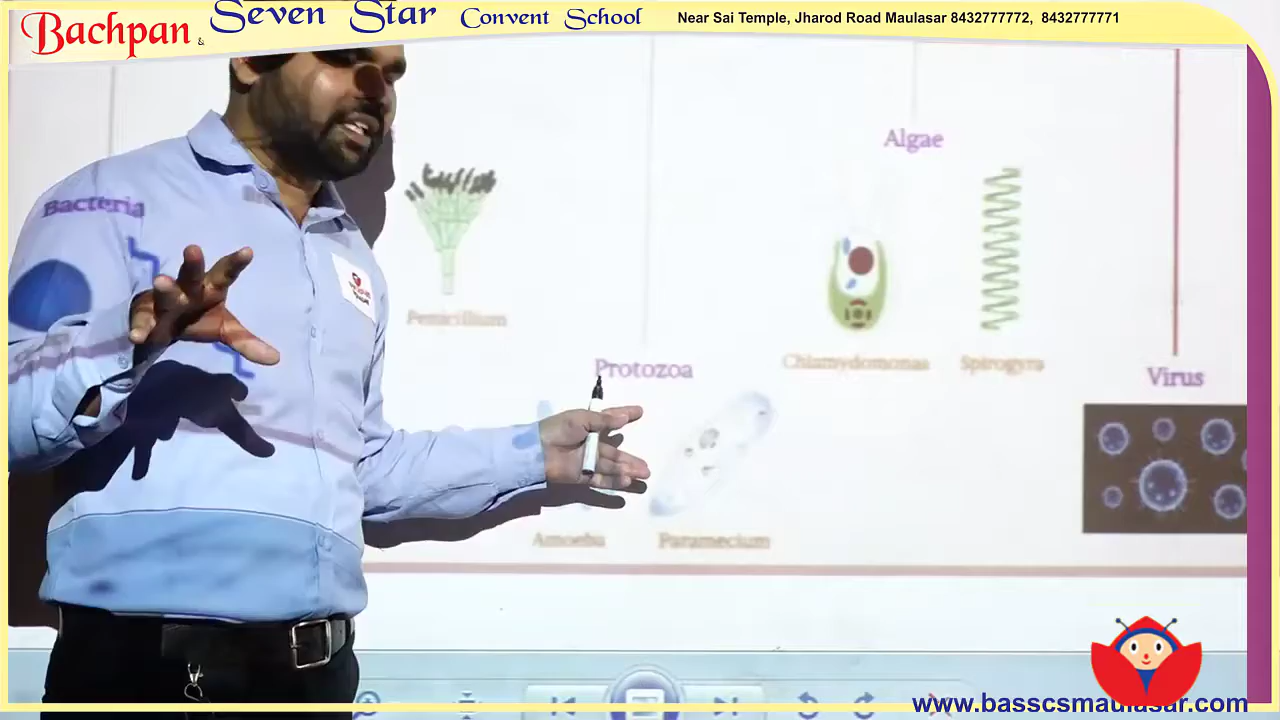 Bachpan & Seven Star Convent School Near Sai Temple, Jharod Road Maulasar 8432777772, 8432777771
Algae
Bacteria
Penicillium
Chlamydomonas Spirogyra
Protozoa
Virus
Amoeba Paramecium
www.basscsmaulasar.com